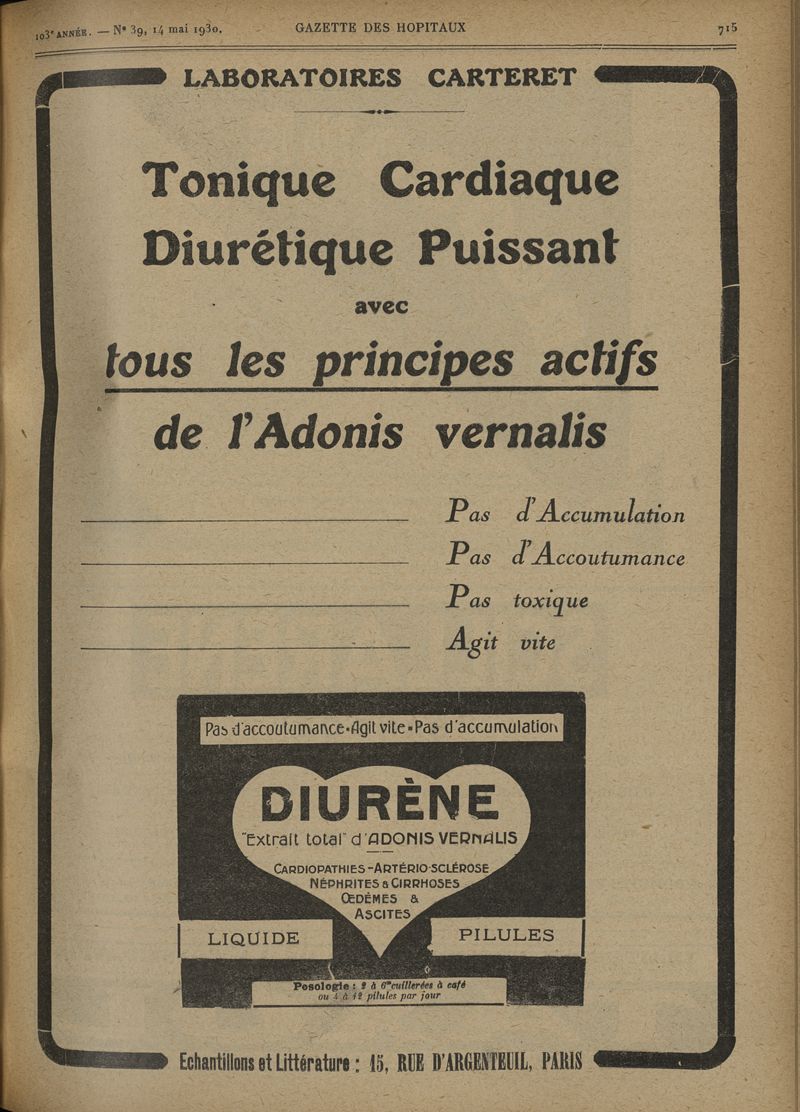 103e ANNÉE. — N° 39, 14 mai 1930. GAZETTE DES HOPITAUX 715
LABORATOIRES CARTERET
Tonique Cardiaque
Diurétique Puissant
avec
tous les principes actifs
de l'Adonis vernalis
Pas d'Accumulation
Pas d'Accoutumance
Pas toxique
Agit vite
Pas d'accoutumance•Agit vite•Pas d'accumulation
DIURÈNE
"Extrait total" d'ADONIS VERNALIS
CARDIOPATHIES-ARTÉRIO-SCLÉROSE
NÉPHRITES & CIRRHOSES
ŒDÈMES &
ASCITES
LIQUIDE PILULES
Posologie : 2 à 6 cuillerées à café
ou 4 à 12 pilules par jour
Echantillons et Littérature : 15, RUE D'ARGENTEUIL, PARIS